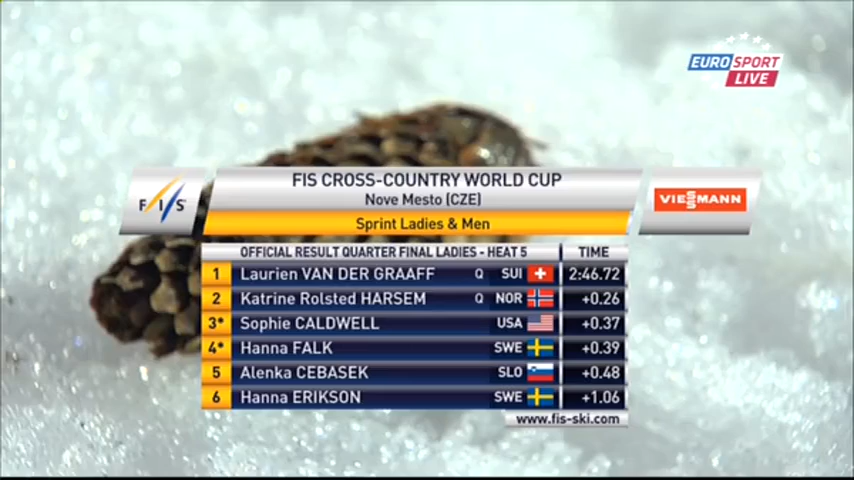 EUROSPORT
LIVE
FIS CROSS-COUNTRY WORLD CUP
FIS
Nove Mesto (CZE)
VIESSMANN
Sprint Ladies & Men
OFFICIAL RESULT QUARTER FINAL LADIES - HEAT 5 TIME
1 Laurien VAN DER GRAAFF Q SUI 2:46.72
2 Katrine Rolsted HARSEM Q NOR +0.26
3* Sophie CALDWELL USA +0.37
4* Hanna FALK SWE +0.39
5 Alenka CEBASEK SLO +0.48
6 Hanna ERIKSON SWE +1.06
www.fis-ski.com